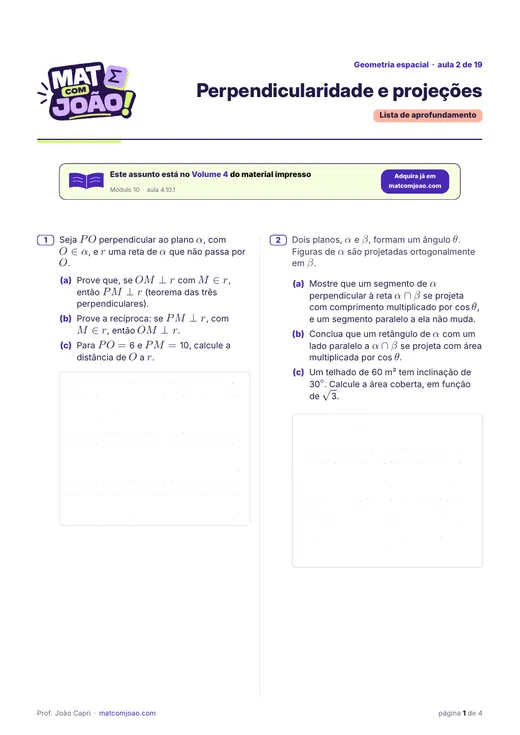 MAT
COM
JOÃO!
Σ
Geometria espacial · aula 2 de 19
Perpendicularidade e projeções
Lista de aprofundamento
Este assunto está no Volume 4 do material impresso
Módulo 10 · aula 4.10.1
Adquira já em
matcomjoao.com
1 Seja PO perpendicular ao plano α, com
O ∈ α, e r uma reta de α que não passa por
O.
(a) Prove que, se OM ⊥ r com M ∈ r,
então PM ⊥ r (teorema das três
perpendiculares).
(b) Prove a recíproca: se PM ⊥ r, com
M ∈ r, então OM ⊥ r.
(c) Para PO = 6 e PM = 10, calcule a
distância de O a r.
2 Dois planos, α e β, formam um ângulo θ.
Figuras de α são projetadas ortogonalmente
em β.
(a) Mostre que um segmento de α
perpendicular à reta α ∩ β se projeta
com comprimento multiplicado por cos θ,
e um segmento paralelo a ela não muda.
(b) Conclua que um retângulo de α com um
lado paralelo a α ∩ β se projeta com área
multiplicada por cos θ.
(c) Um telhado de 60 m² tem inclinação de
30°. Calcule a área coberta, em função
de √3.
Prof. João Capri · matcomjoao.com
página 1 de 4